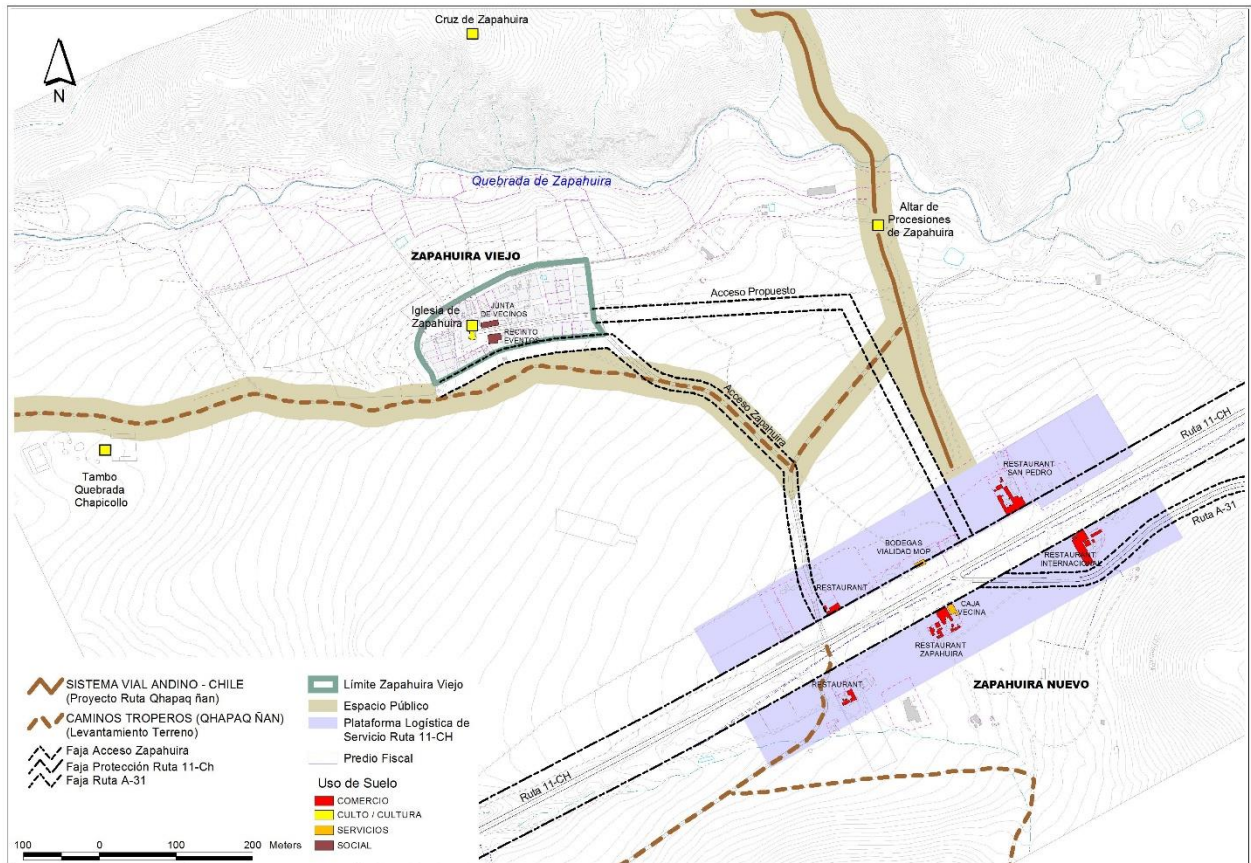 Cruz de Zapahuira
N
Quebrada de Zapahuira
Altar de
Procesiones
de Zapahuira
ZAPAHUIRA VIEJO
Acceso Propuesto
JUNTA
DE VECINOS
Iglesia de
Zapahuira
RECINTO
EVENTOS
Acceso Zapahuira
Ruta 11-CH
Tambo
Quebrada
Chapicollo
RESTAURANT
SAN PEDRO
Ruta A-31
BODEGAS
VIALIDAD MOP
RESTAURANT
INTERNACIONAL
RESTAURANT
CAJA
VECINA
RESTAURANT
ZAPAHUIRA
RESTAURANT
ZAPAHUIRA NUEVO
Ruta 11-CH
SISTEMA VIAL ANDINO - CHILE
(Proyecto Ruta Qhapaq ñan)
CAMINOS TROPEROS (QHAPAQ ÑAN)
(Levantamiento Terreno)
Faja Acceso Zapahuira
Faja Protección Ruta 11-Ch
Faja Ruta A-31
Límite Zapahuira Viejo
Espacio Público
Plataforma Logística de
Servicio Ruta 11-CH
Predio Fiscal
Uso de Suelo
COMERCIO
CULTO / CULTURA
SERVICIOS
SOCIAL
100 0 100 200 Meters